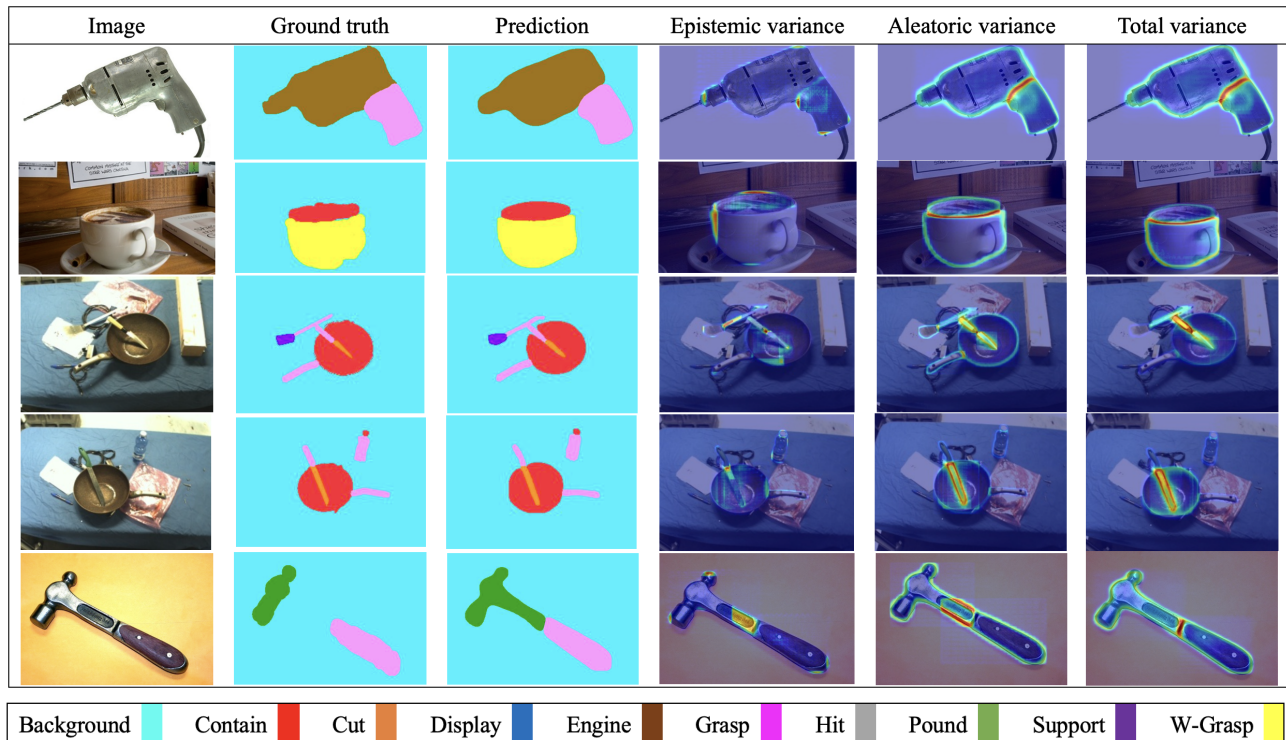 Image Ground truth Prediction Epistemic variance Aleatoric variance Total variance
Background Contain Cut Display Engine Grasp Hit Pound Support W-Grasp